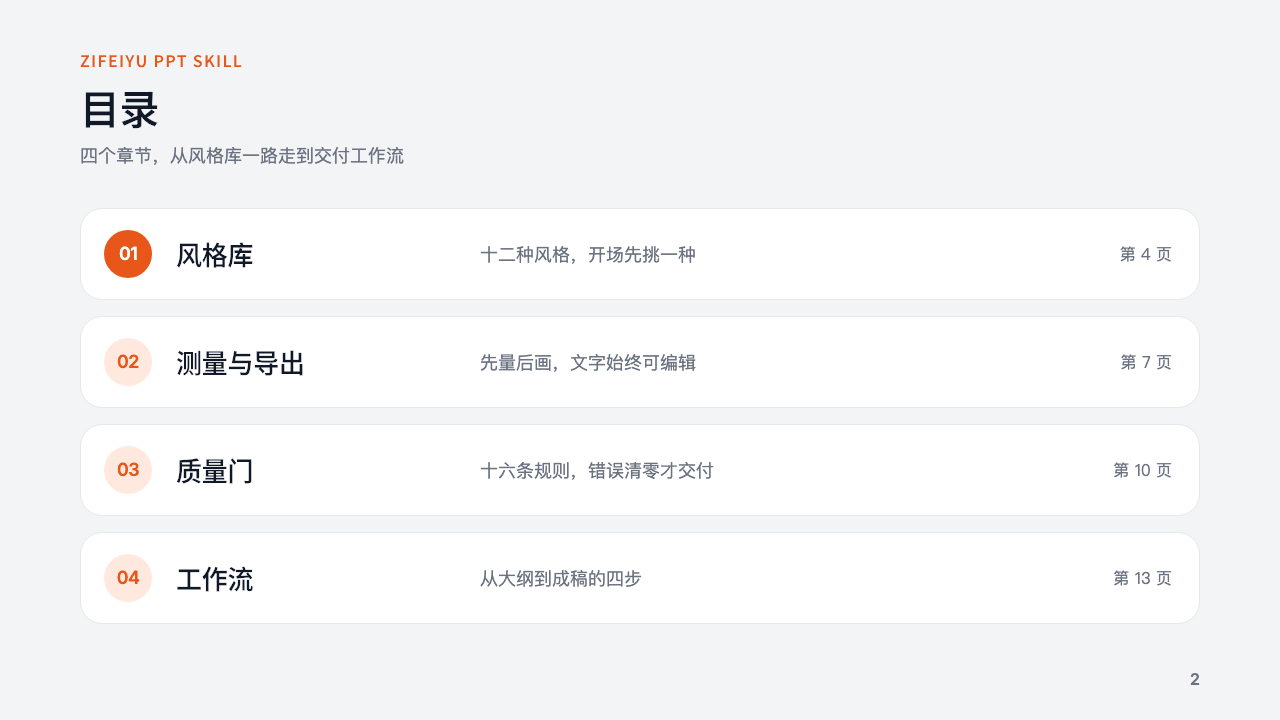 ZIFEIYU PPT SKILL
目录
四个章节，从风格库一路走到交付工作流
01 风格库 十二种风格，开场先挑一种 第 4 页
02 测量与导出 先量后画，文字始终可编辑 第 7 页
03 质量门 十六条规则，错误清零才交付 第 10 页
04 工作流 从大纲到成稿的四步 第 13 页
2